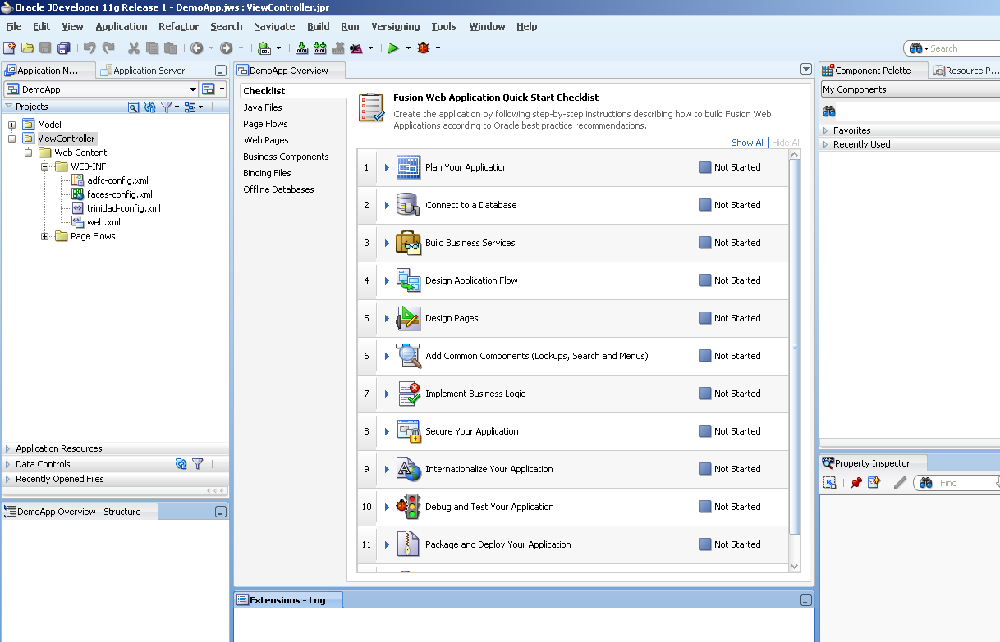 Oracle JDeveloper 11g Release 1 - DemoApp.jws : ViewController.jpr
File Edit View Application Refactor Search Navigate Build Run Versioning Tools Window Help
Search
Application N...
Application Server
DemoApp
Projects
Model
ViewController
Web Content
WEB-INF
adfc-config.xml
faces-config.xml
trinidad-config.xml
web.xml
Page Flows
Application Resources
Data Controls
Recently Opened Files
DemoApp Overview - Structure
DemoApp Overview
Checklist
Java Files
Page Flows
Web Pages
Business Components
Binding Files
Offline Databases
Fusion Web Application Quick Start Checklist
Create the application by following step-by-step instructions describing how to build Fusion Web
Applications according to Oracle best practice recommendations.
Show All Hide All
1 Plan Your Application Not Started
2 Connect to a Database Not Started
3 Build Business Services Not Started
4 Design Application Flow Not Started
5 Design Pages Not Started
6 Add Common Components (Lookups, Search and Menus) Not Started
7 Implement Business Logic Not Started
8 Secure Your Application Not Started
9 Internationalize Your Application Not Started
10 Debug and Test Your Application Not Started
11 Package and Deploy Your Application Not Started
Extensions - Log
Component Palette
Resource P...
My Components
Favorites
Recently Used
Property Inspector
Find